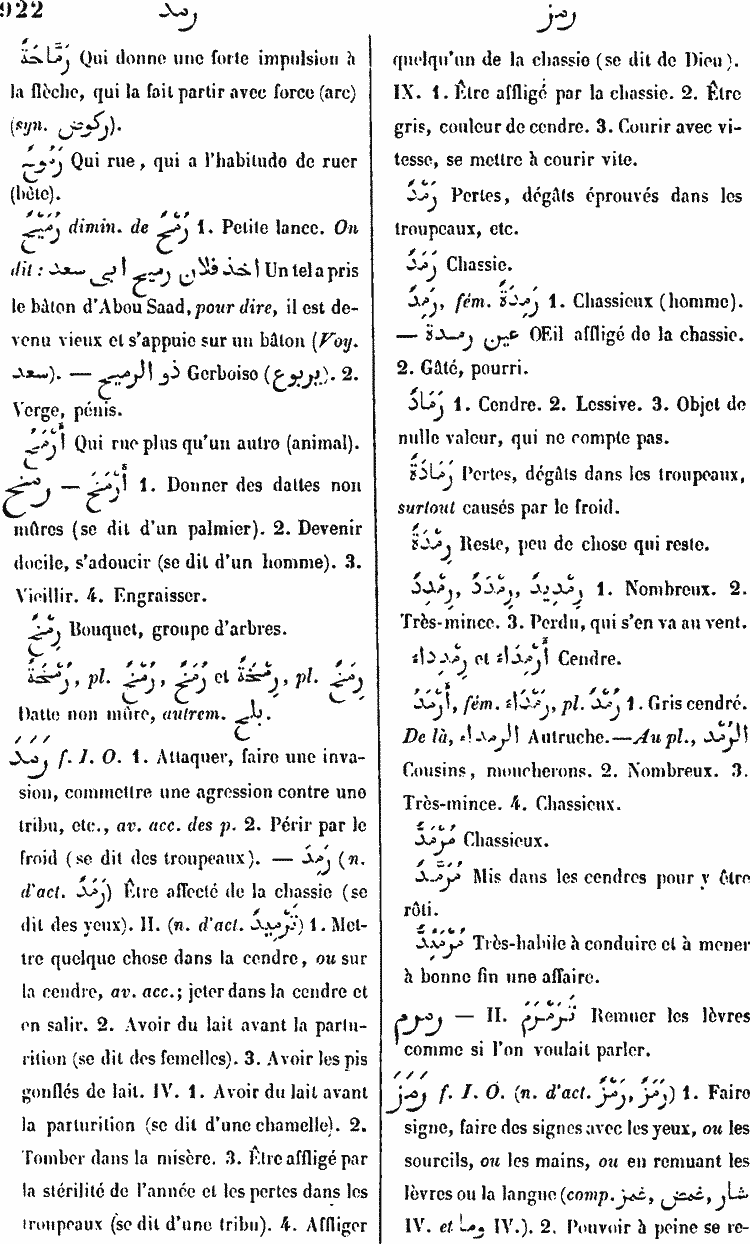 922
رمد
رمز
رَمَّاحَةٌ Qui donne une forte impulsion à
la flèche, qui la fait partir avec force (arc)
(syn. ركوض).
رَمُوحٌ Qui rue, qui a l'habitude de ruer
(bête).
رُمَيْحٌ dimin. de رُمْحٌ 1. Petite lance. On
dit : اخذ فلان رميح ابى سعد Un tel a pris
le bâton d'Abou Saad, pour dire, il est de-
venu vieux et s'appuie sur un bâton (Voy.
سعد). — ذو الرميح Gerboise (يربوع). 2.
Verge, pénis.
أَرْمَحُ Qui rue plus qu'un autre (animal).
رمخ — أَرْمَخَ 1. Donner des dattes non
mûres (se dit d'un palmier). 2. Devenir
docile, s'adoucir (se dit d'un homme). 3.
Vieillir. 4. Engraisser.
رِمْخٌ Bouquet, groupe d'arbres.
رُمْخَةٌ, pl. رُمْخٌ, رُمَخٌ et رِمْخَةٌ, pl. رِمَخٌ
Datte non mûre, autrem. بلح.
رَمَدَ f. I. O. 1. Attaquer, faire une inva-
sion, commettre une agression contre une
tribu, etc., av. acc. des p. 2. Périr par le
froid (se dit des troupeaux). — رَمِدَ (n.
d'act. رَمَدٌ) Être affecté de la chassie (se
dit des yeux). II. (n. d'act. تَرْمِيدٌ) 1. Met-
tre quelque chose dans la cendre, ou sur
la cendre, av. acc.; jeter dans la cendre et
en salir. 2. Avoir du lait avant la partu-
rition (se dit des femelles). 3. Avoir les pis
gonflés de lait. IV. 1. Avoir du lait avant
la parturition (se dit d'une chamelle). 2.
Tomber dans la misère. 3. Être affligé par
la stérilité de l'année et les pertes dans les
troupeaux (se dit d'une tribu). 4. Affliger
quelqu'un de la chassie (se dit de Dieu).
IX. 1. Être affligé par la chassie. 2. Être
gris, couleur de cendre. 3. Courir avec vi-
tesse, se mettre à courir vite.
رَمْدٌ Pertes, dégâts éprouvés dans les
troupeaux, etc.
رَمَدٌ Chassie.
رَمِدٌ, fém. رَمِدَةٌ 1. Chassieux (homme).
— عين رمدة OEil affligé de la chassie.
2. Gâté, pourri.
رَمَادٌ 1. Cendre. 2. Lessive. 3. Objet de
nulle valeur, qui ne compte pas.
رَمَادَةٌ Pertes, dégâts dans les troupeaux,
surtout causés par le froid.
رِمْدَةٌ Reste, peu de chose qui reste.
رِمْدِدٌ, رِمْدَدٌ, رِمْدِيدٌ 1. Nombreux. 2.
Très-mince. 3. Perdu, qui s'en va au vent.
أَرْمِدَاءُ et رِمْدِدَاءُ Cendre.
أَرْمَدُ, fém. رَمْدَاءُ, pl. رُمْدٌ 1. Gris cendré.
De là, الرمداء Autruche.—Au pl., الرُّمْد
Cousins, moucherons. 2. Nombreux. 3.
Très-mince. 4. Chassieux.
مُرْمَدٌ Chassieux.
مُرَمَّدٌ Mis dans les cendres pour y être
rôti.
مُرْمَئِدٌّ Très-habile à conduire et à mener
à bonne fin une affaire.
رمرم — II. تَرَمْرَمَ Remuer les lèvres
comme si l'on voulait parler.
رَمَزَ f. I. O. (n. d'act. رَمْزٌ, رُمْزٌ) 1. Faire
signe, faire des signes avec les yeux, ou les
sourcils, ou les mains, ou en remuant les
lèvres ou la langue (comp. غمز, غمض, شار
IV. et وما IV.). 2. Pouvoir à peine se re-